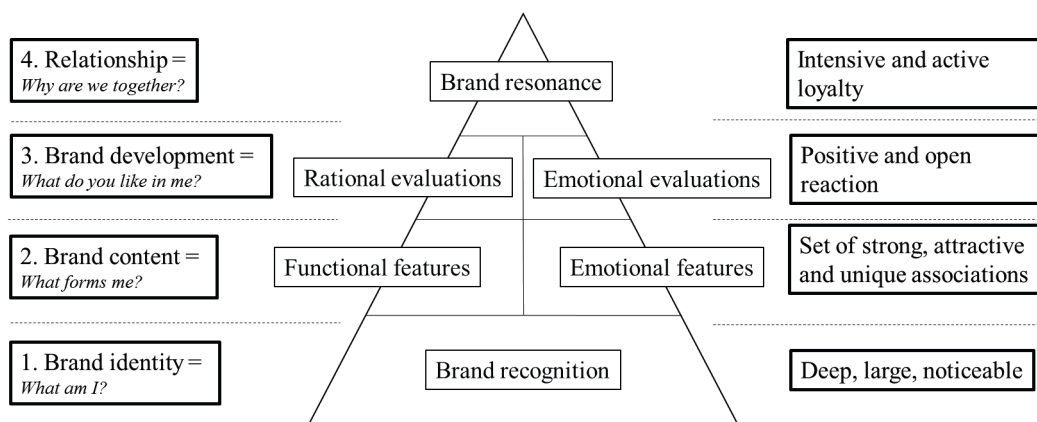 4. Relationship =
Why are we together?
Brand resonance
Intensive and active
loyalty
3. Brand development =
What do you like in me?
Rational evaluations
Emotional evaluations
Positive and open
reaction
2. Brand content =
What forms me?
Functional features
Emotional features
Set of strong, attractive
and unique associations
1. Brand identity =
What am I?
Brand recognition
Deep, large, noticeable